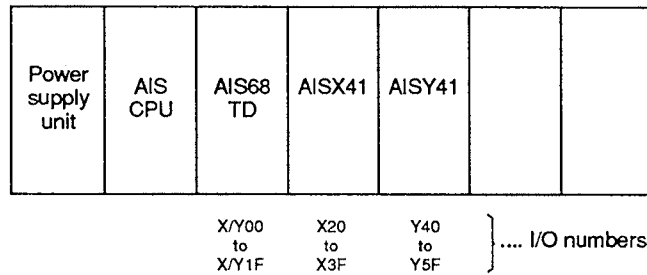 Power
supply
unit
AIS
CPU
AIS68
TD
AISX41
AISY41
X/Y00
to
X/Y1F
X20
to
X3F
Y40
to
Y5F
.... I/O numbers